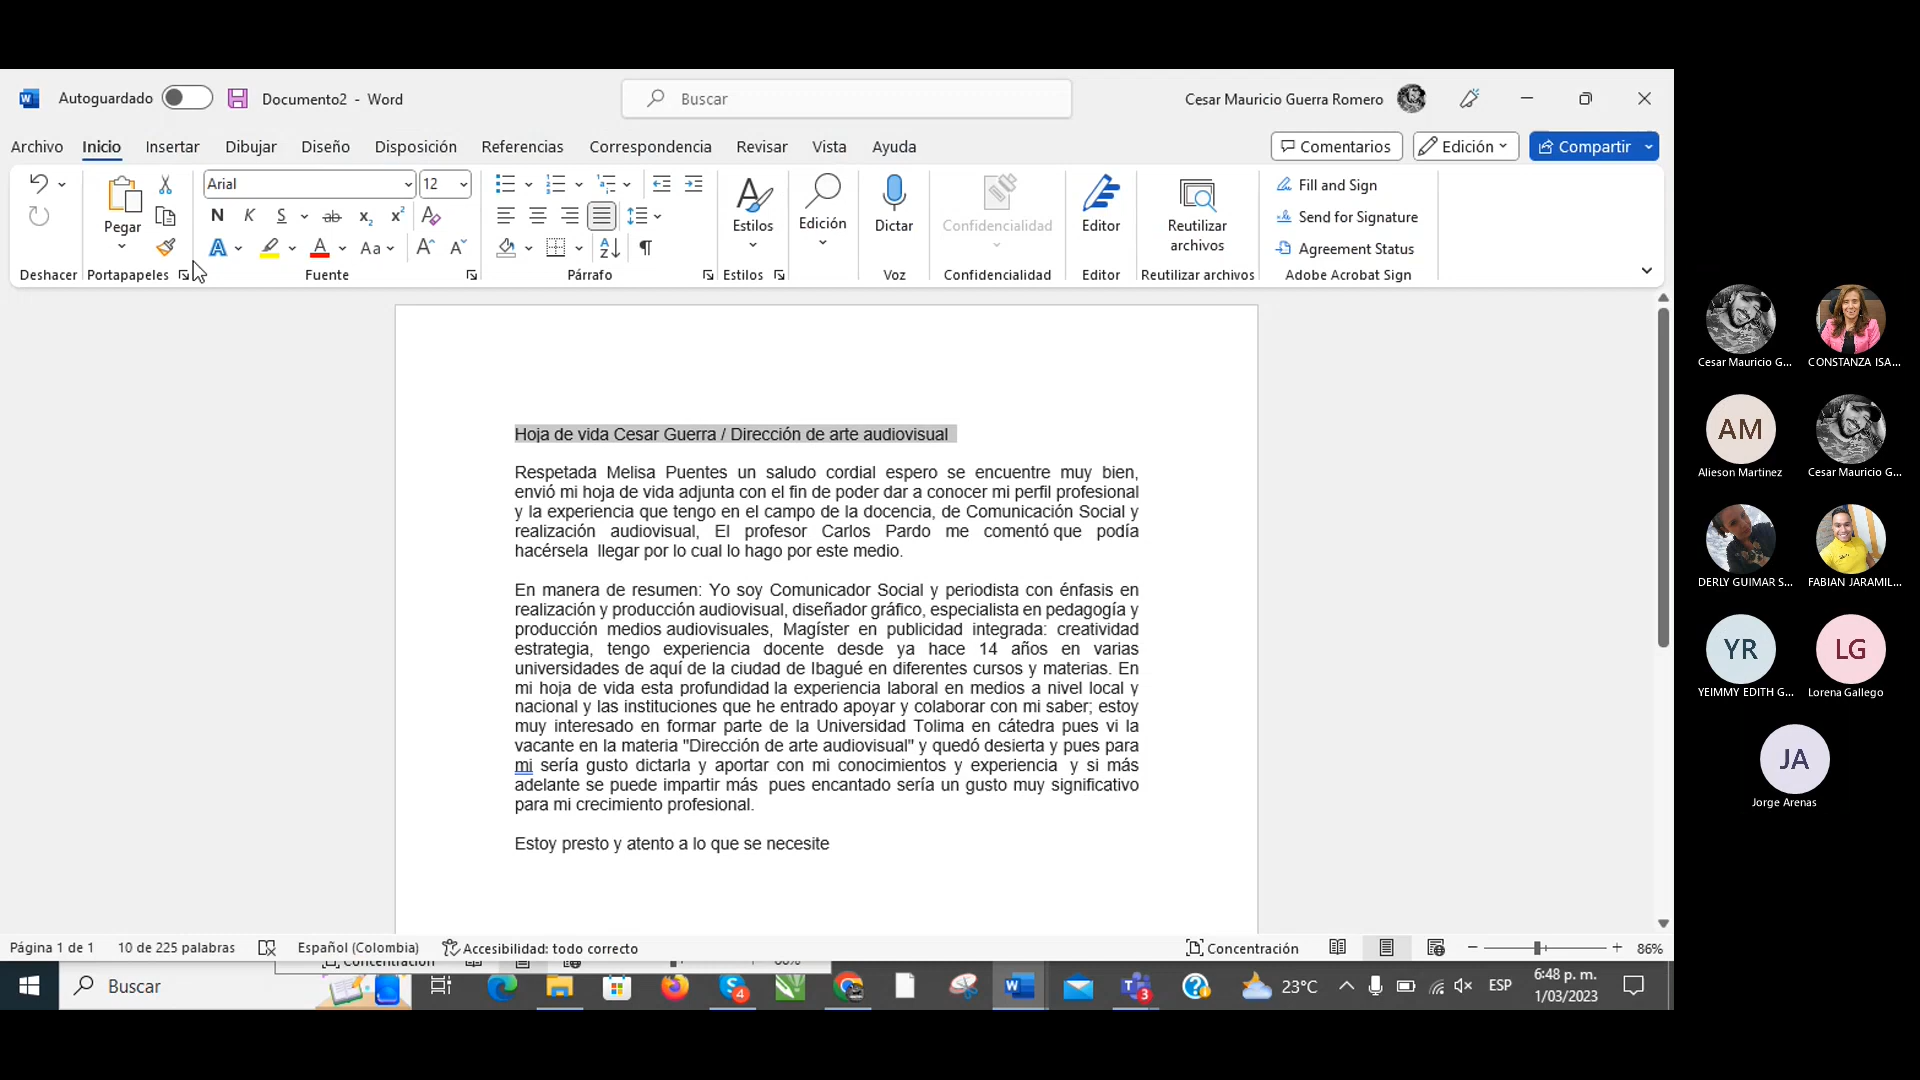 Autoguardado
Documento2 - Word
Buscar
Cesar Mauricio Guerra Romero
Archivo Inicio Insertar Dibujar Diseño Disposición Referencias Correspondencia Revisar Vista Ayuda
Comentarios Edición Compartir
Arial 12
Pegar
N K S ab x₂ x² A
A A Aa A A
Estilos
Edición
Dictar
Confidencialidad
Editor
Reutilizar
archivos
Fill and Sign
Send for Signature
Agreement Status
Deshacer Portapapeles Fuente Párrafo Estilos Voz Confidencialidad Editor Reutilizar archivos Adobe Acrobat Sign
Hoja de vida Cesar Guerra / Dirección de arte audiovisual
Respetada Melisa Puentes un saludo cordial espero se encuentre muy bien,
envió mi hoja de vida adjunta con el fin de poder dar a conocer mi perfil profesional
y la experiencia que tengo en el campo de la docencia, de Comunicación Social y
realización audiovisual, El profesor Carlos Pardo me comentó que podía
hacérsela llegar por lo cual lo hago por este medio.
En manera de resumen: Yo soy Comunicador Social y periodista con énfasis en
realización y producción audiovisual, diseñador gráfico, especialista en pedagogía y
producción medios audiovisuales, Magíster en publicidad integrada: creatividad
estrategia, tengo experiencia docente desde ya hace 14 años en varias
universidades de aquí de la ciudad de Ibagué en diferentes cursos y materias. En
mi hoja de vida esta profundidad la experiencia laboral en medios a nivel local y
nacional y las instituciones que he entrado apoyar y colaborar con mi saber; estoy
muy interesado en formar parte de la Universidad Tolima en cátedra pues vi la
vacante en la materia "Dirección de arte audiovisual" y quedó desierta y pues para
mi sería gusto dictarla y aportar con mi conocimientos y experiencia y si más
adelante se puede impartir más pues encantado sería un gusto muy significativo
para mi crecimiento profesional.
Estoy presto y atento a lo que se necesite
Página 1 de 1 10 de 225 palabras Español (Colombia) Accesibilidad: todo correcto Concentración 86%
Concentración
Buscar
4
3
23°C
ESP
6:48 p. m.
1/03/2023
Cesar Mauricio G...
CONSTANZA ISA...
AM
Alieson Martinez
Cesar Mauricio G...
DERLY GUIMAR S...
FABIAN JARAMIL...
YR
YEIMMY EDITH G...
LG
Lorena Gallego
JA
Jorge Arenas